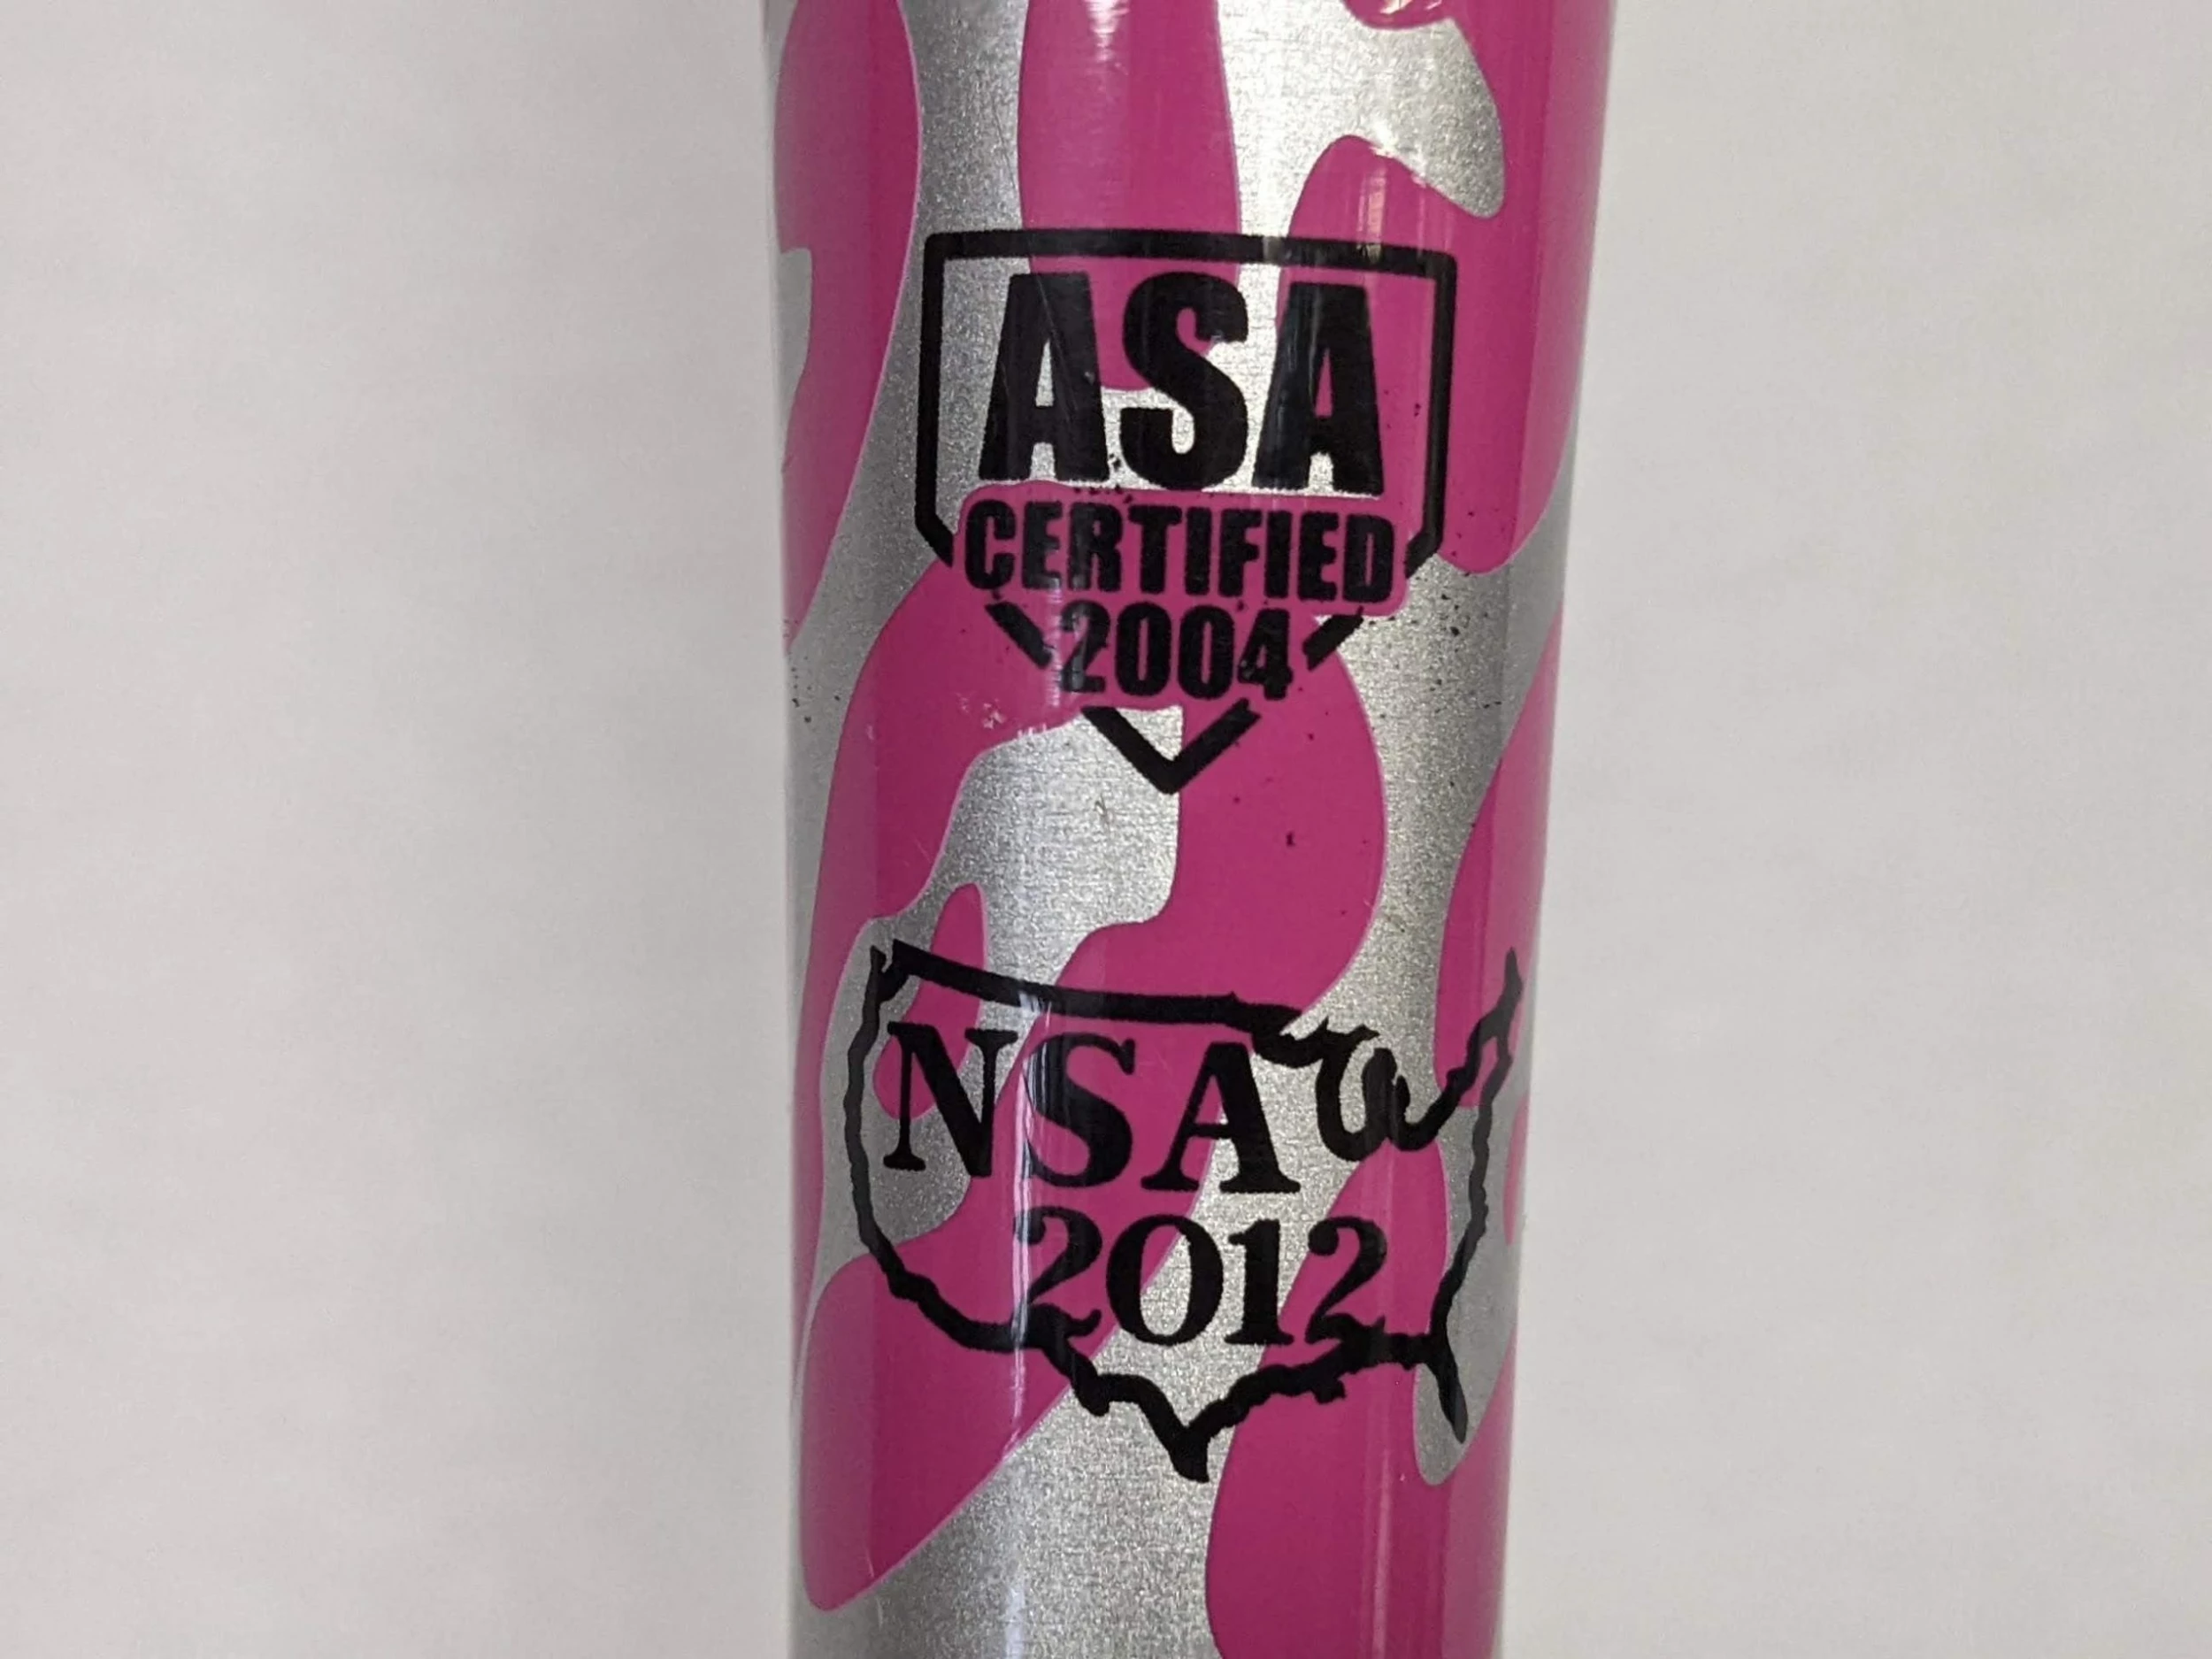 ASA
CERTIFIED
2004
NSA
2012